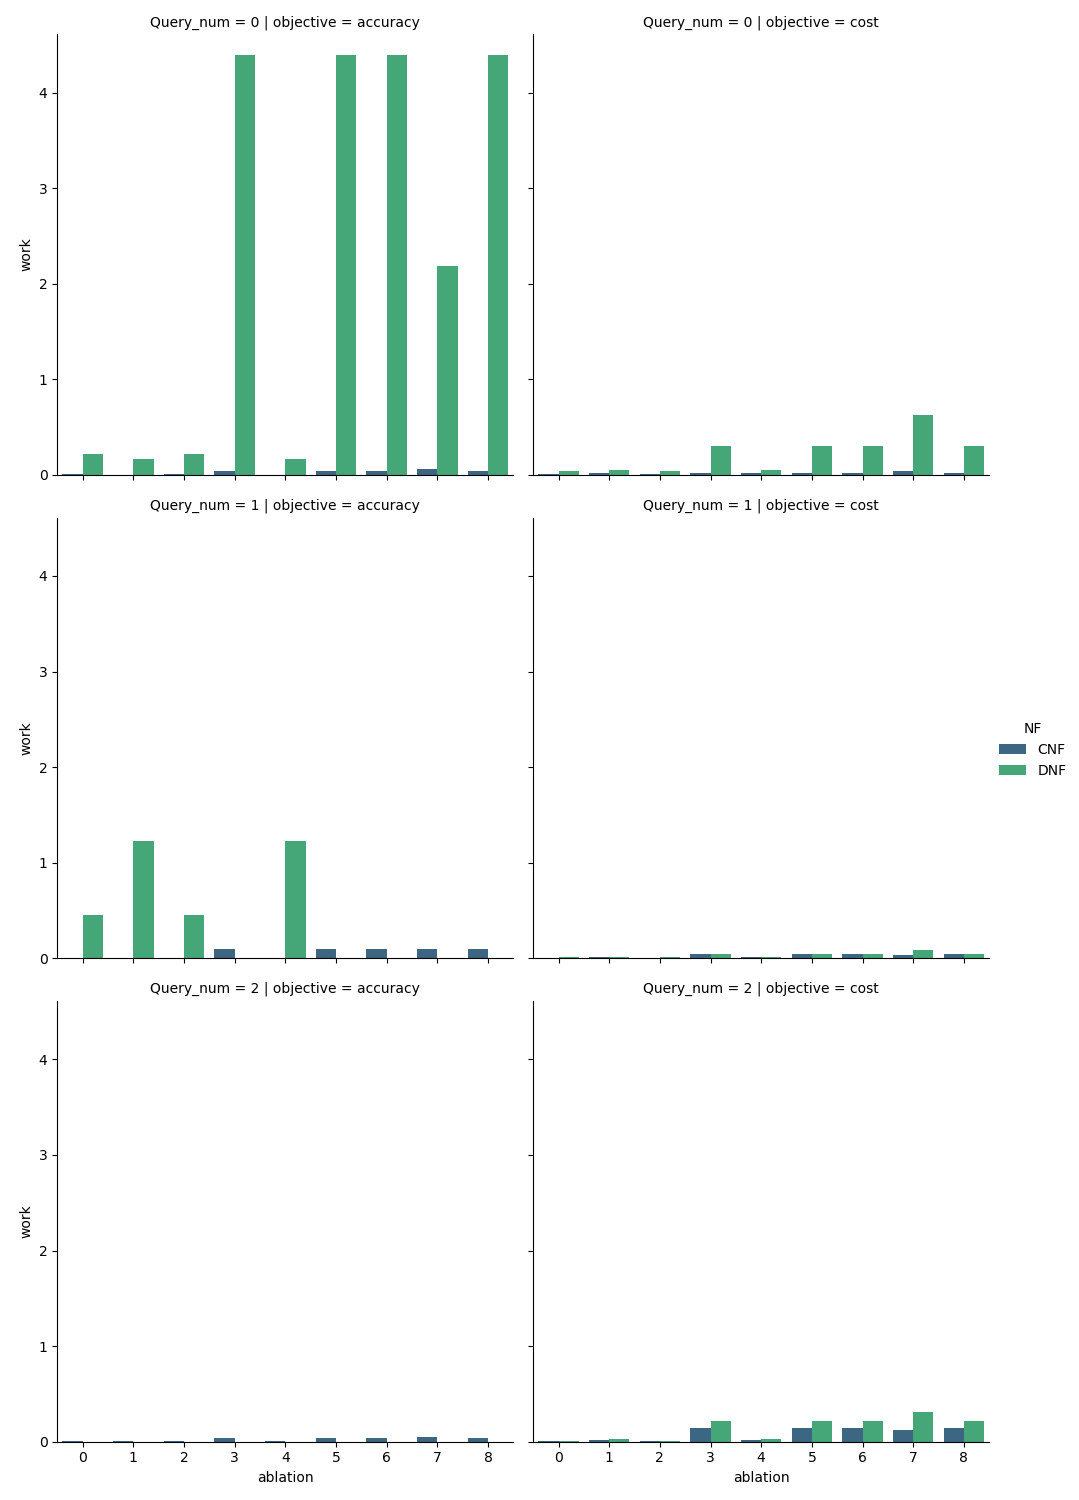 Query_num = 0 | objective = accuracy
Query_num = 0 | objective = cost
4
3
2
1
0
work
Query_num = 1 | objective = accuracy
Query_num = 1 | objective = cost
4
3
2
1
0
work
NF
CNF
DNF
Query_num = 2 | objective = accuracy
Query_num = 2 | objective = cost
4
3
2
1
0
work
0 1 2 3 4 5 6 7 8
ablation
0 1 2 3 4 5 6 7 8
ablation